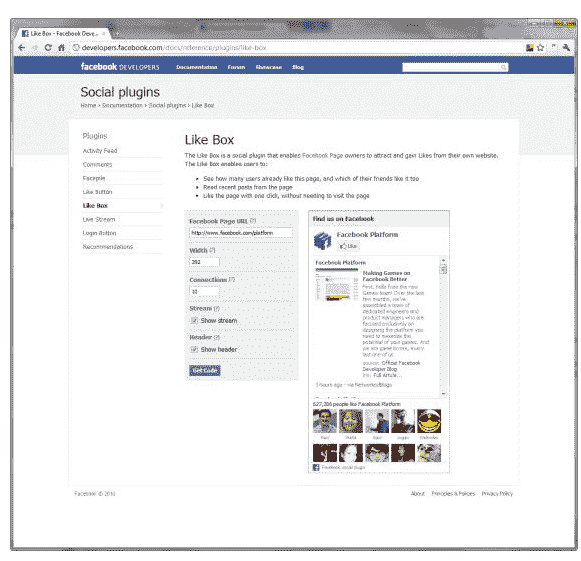 Like Box - Facebook Deve...
developers.facebook.com/docs/reference/plugins/like-box
facebook DEVELOPERS Documentation Forum Showcase Blog
Social plugins
Home › Documentation › Social plugins › Like Box
Plugins
Activity Feed
Comments
Facepile
Like Button
Like Box
Live Stream
Login Button
Recommendations
Like Box
The Like Box is a social plugin that enables Facebook Page owners to attract and gain Likes from their own website.
The Like Box enables users to:
• See how many users already like this page, and which of their friends like it too
• Read recent posts from the page
• Like the page with one click, without needing to visit the page
Facebook Page URL (?)
http://www.facebook.com/platform
Width (?)
292
Connections (?)
10
Stream (?)
Show stream
Header (?)
Show header
Get Code
Find us on Facebook
Facebook Platform
Like
Facebook Platform
Making Games on
Facebook Better
First, hello from the new
Games team! Over the last
few months, we've
assembled a team of
dedicated engineers and
product managers who are
focused exclusively on
designing the platform you
need to maximize the
potential of your games. And
we are game lovers, every
last one of us
source: Official Facebook
Developer Blog
link: Full Article...
5 hours ago · via NetworkedBlogs
627,286 people like Facebook Platform
Logan
Facebook social plugin
Facebook © 2010
About Principles & Policies Privacy Policy